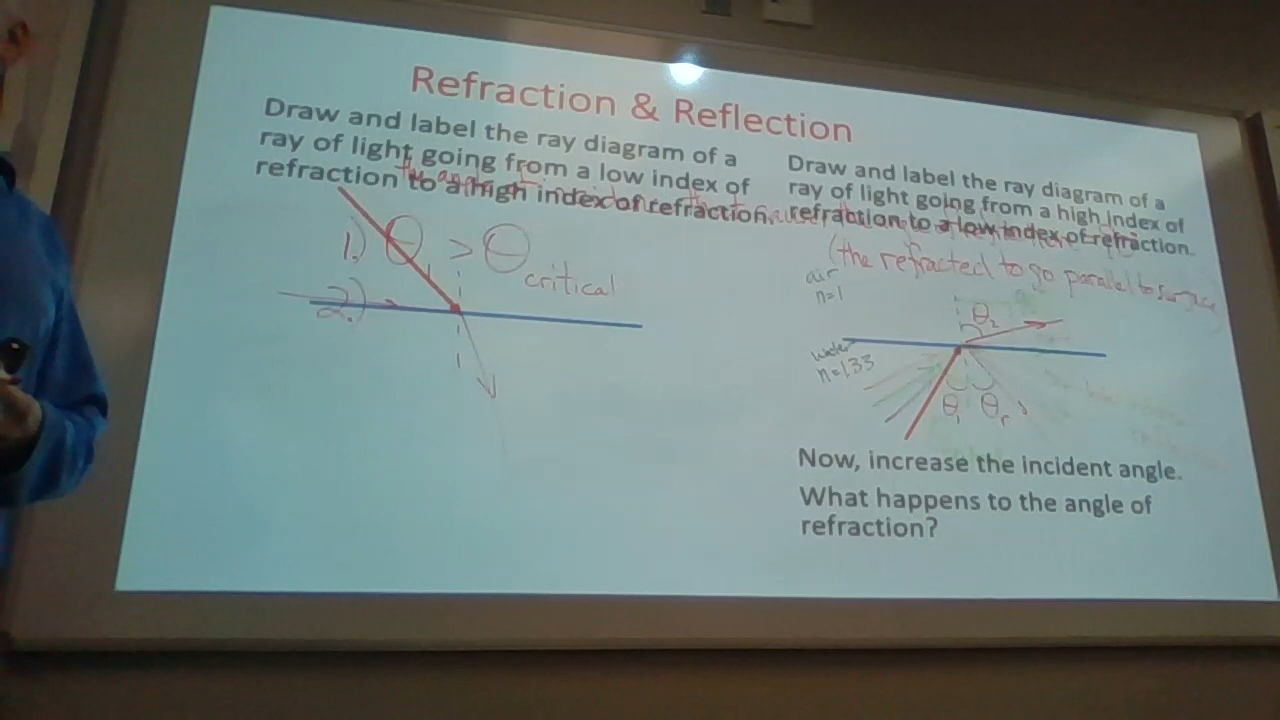 Refraction & Reflection
Draw and label the ray diagram of a
ray of light going from a low index of
refraction to a high index of refraction.
1.) θi > θcritical
2.)
Draw and label the ray diagram of a
ray of light going from a high index of
refraction to a low index of refraction.
(the refracted to go parallel to surface
air
n=1
θ2
water
n=1.33
θi θr
Now, increase the incident angle.
What happens to the angle of
refraction?